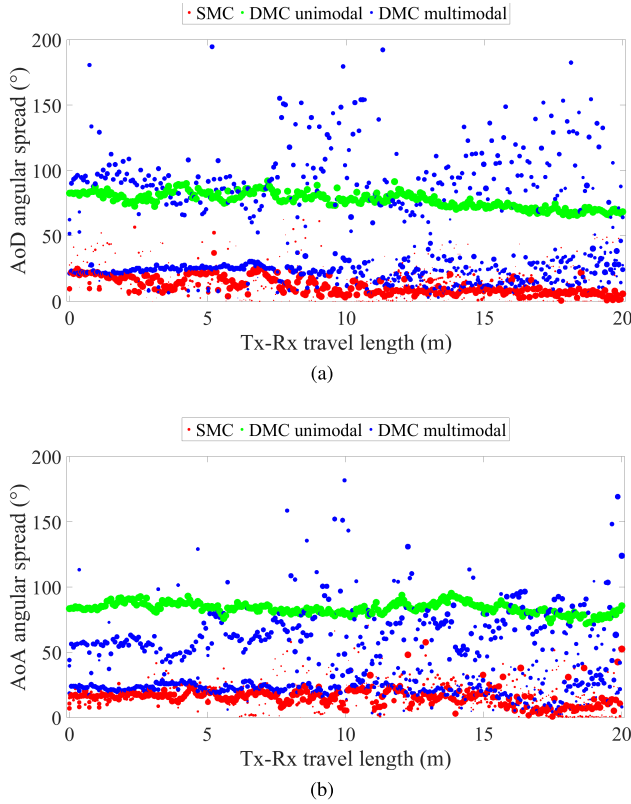 SMC DMC unimodal DMC multimodal
200
150
100
50
0
AoD angular spread (°)
0 5 10 15 20
Tx-Rx travel length (m)
(a)
SMC DMC unimodal DMC multimodal
200
150
100
50
0
AoA angular spread (°)
0 5 10 15 20
Tx-Rx travel length (m)
(b)